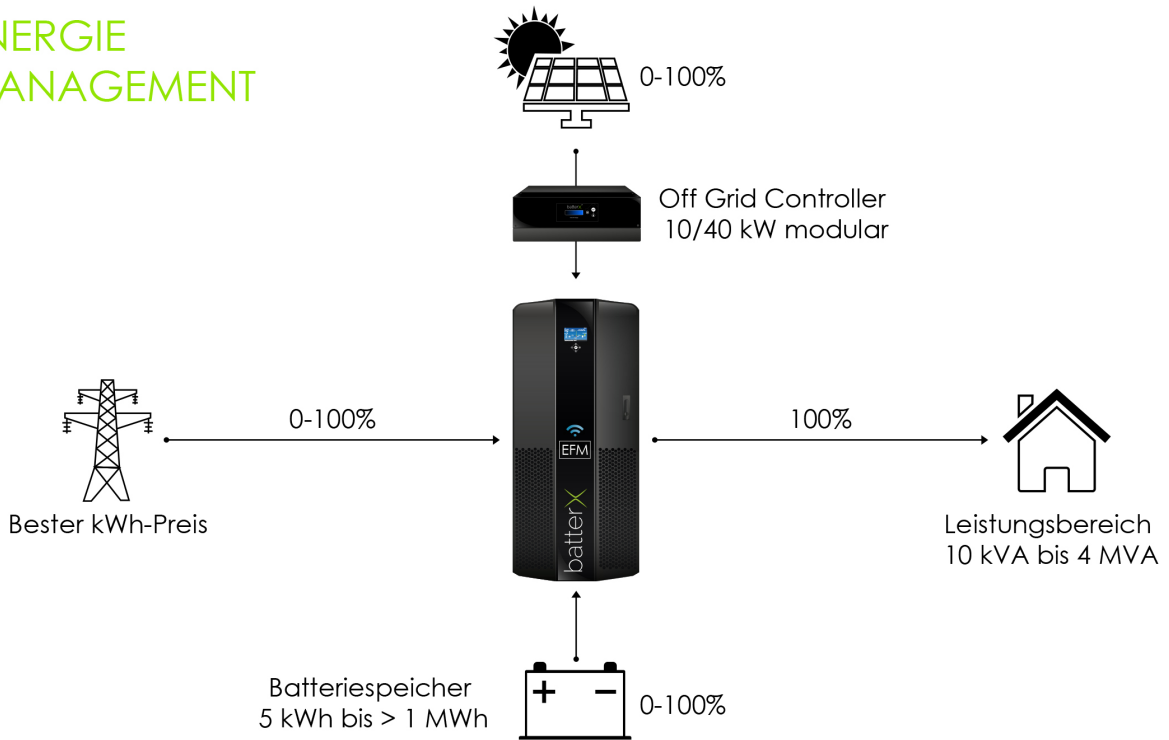 NERGIE
ANAGEMENT
0-100%
Off Grid Controller
10/40 kW modular
0-100%
100%
EFM
batterX
Bester kWh-Preis
Leistungsbereich
10 kVA bis 4 MVA
Batteriespeicher
5 kWh bis > 1 MWh
+ −
0-100%